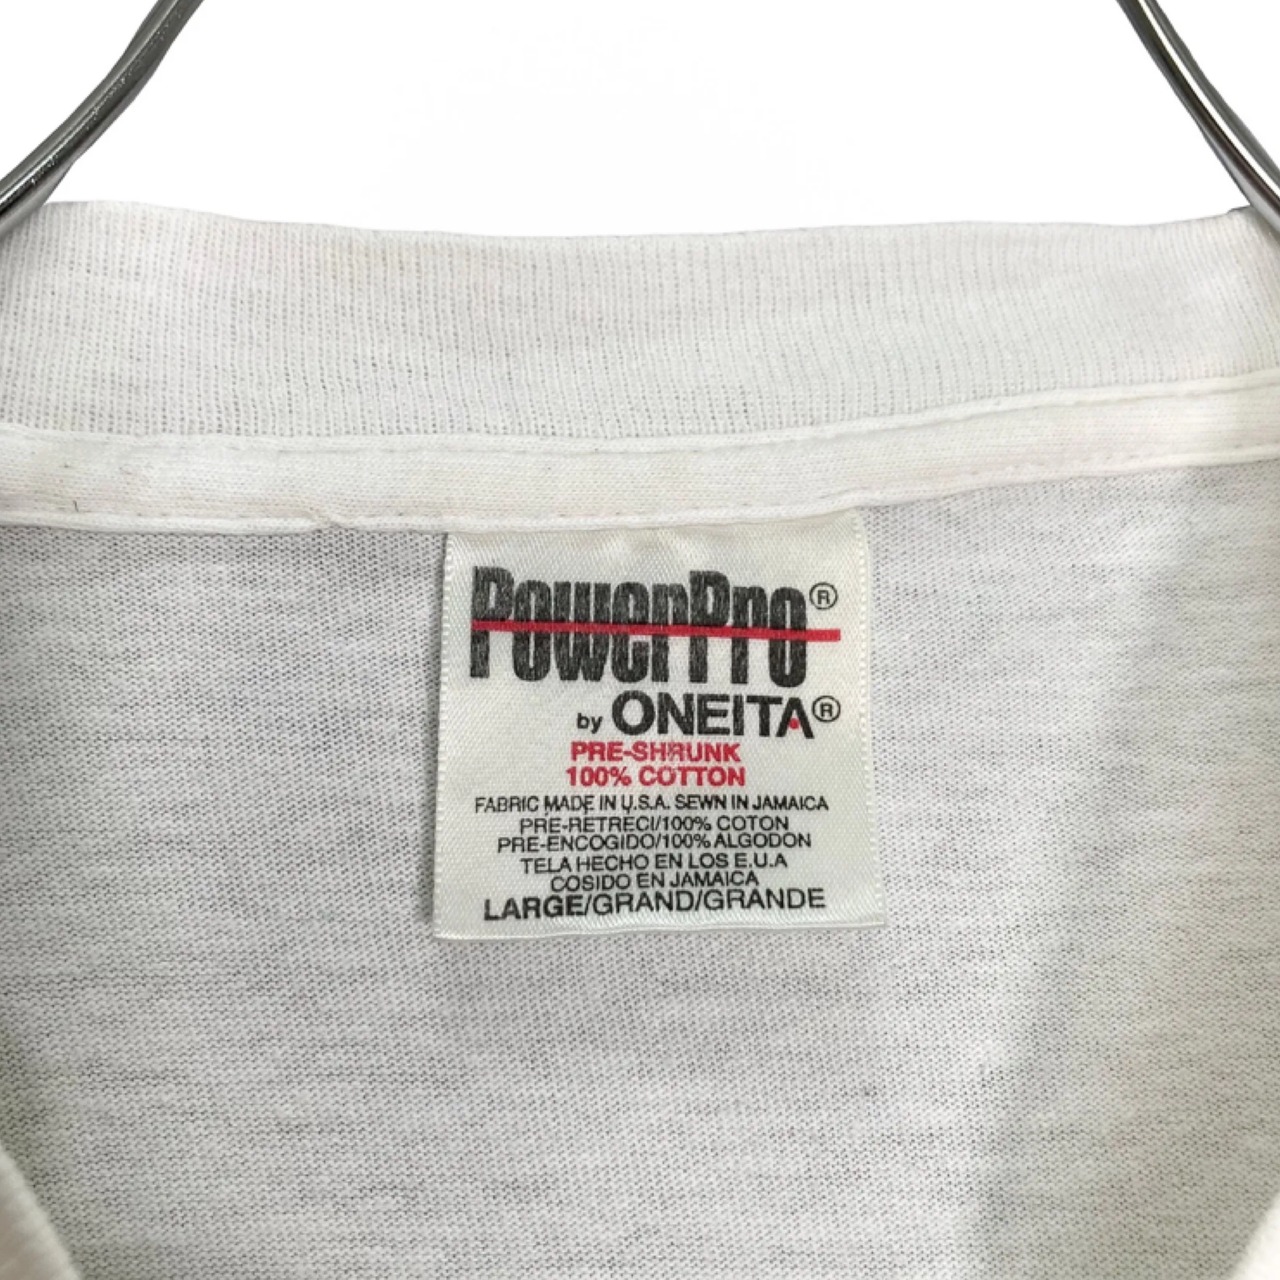 PowerPro®
by ONEITA®
PRE-SHRUNK
100% COTTON
FABRIC MADE IN U.S.A. SEWN IN JAMAICA
PRE-RETRECI/100% COTON
PRE-ENCOGIDO/100% ALGODON
TELA HECHO EN LOS E.U.A
COSIDO EN JAMAICA
LARGE/GRAND/GRANDE